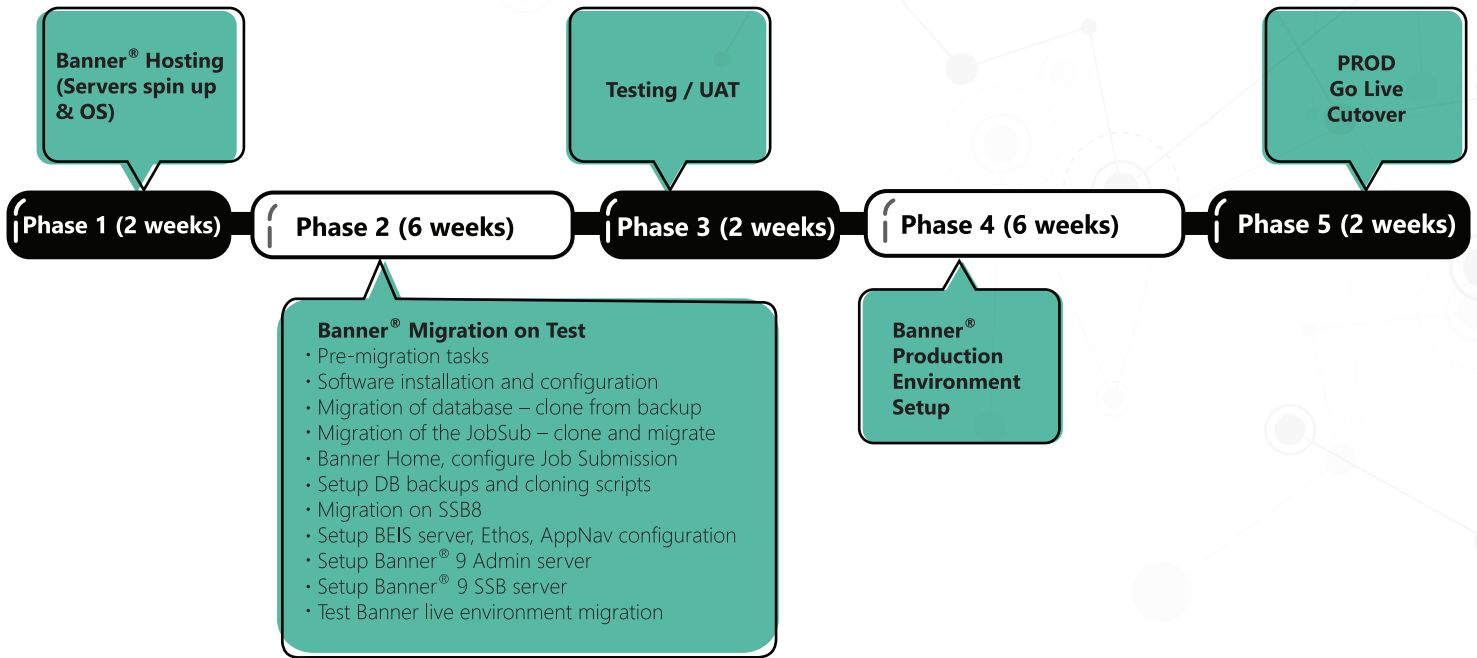 Banner® Hosting
(Servers spin up
& OS)
Testing / UAT
PROD
Go Live
Cutover
Phase 1 (2 weeks)
Phase 2 (6 weeks)
Phase 3 (2 weeks)
Phase 4 (6 weeks)
Phase 5 (2 weeks)
Banner® Migration on Test
· Pre-migration tasks
· Software installation and configuration
· Migration of database – clone from backup
· Migration of the JobSub – clone and migrate
· Banner Home, configure Job Submission
· Setup DB backups and cloning scripts
· Migration on SSB8
· Setup BEIS server, Ethos, AppNav configuration
· Setup Banner® 9 Admin server
· Setup Banner® 9 SSB server
· Test Banner live environment migration
Banner®
Production
Environment
Setup